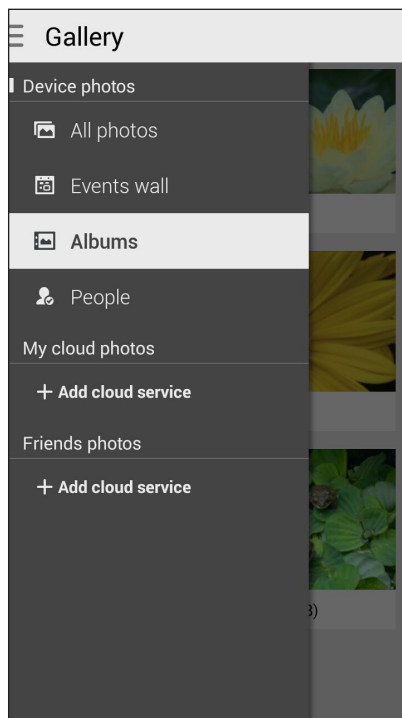 Gallery
Device photos
All photos
Events wall
Albums
People
My cloud photos
+ Add cloud service
Friends photos
+ Add cloud service
3)